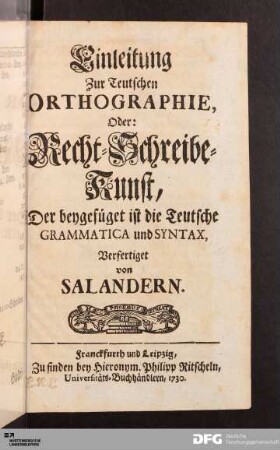 Einleitung
Zur Teutschen
ORTHOGRAPHIE,
Oder:
Recht-Schreibe-
Kunst,
Der beygefüget ist die Teutsche
GRAMMATICA und SYNTAX,
Verfertiget
von
SALANDERN.
Franckfurth und Leipzig,
Zu finden bey Hieronym. Philipp Ritscheln,
Universitäts-Buchhändlern, 1730.
DFG